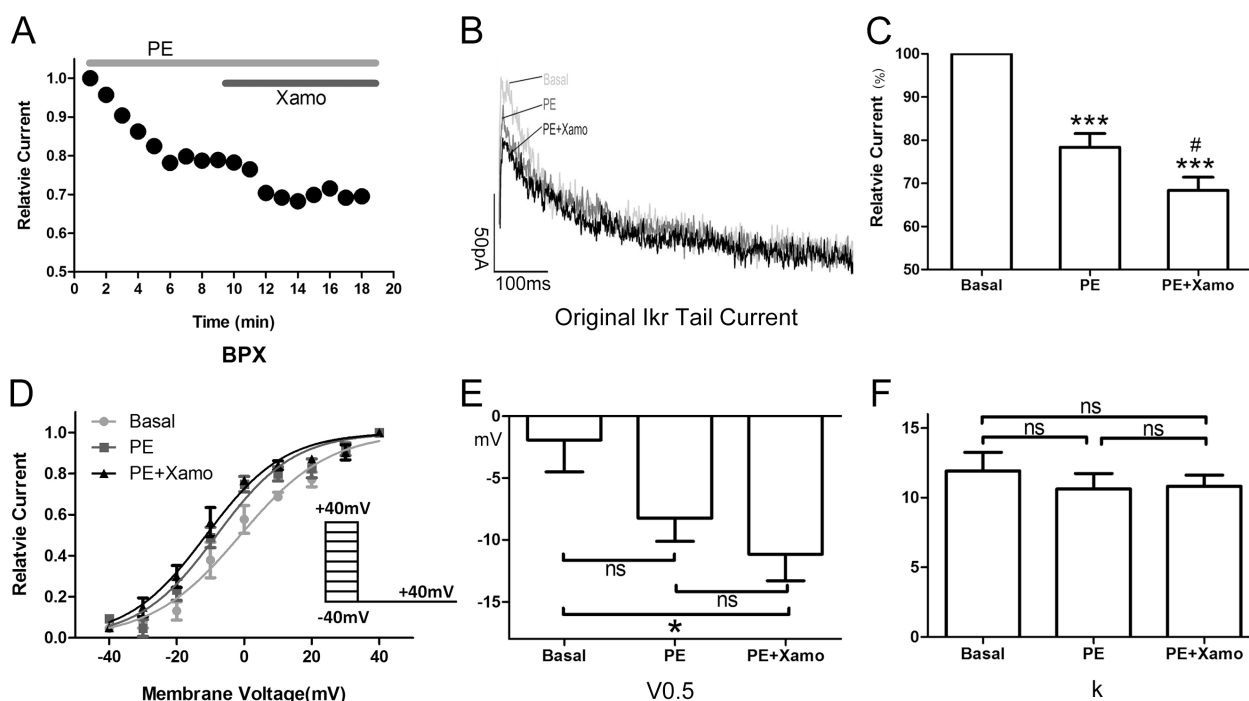 A
PE
Xamo
Relatvie Current
1.0
0.9
0.8
0.7
0.6
0.5
0 2 4 6 8 10 12 14 16 18 20
Time (min)
BPX
B
Basal
PE
PE+Xamo
50pA
100ms
Original Ikr Tail Current
C
Relatvie Current (%)
100
90
80
70
60
50
***
#
***
Basal PE PE+Xamo
D
Basal
PE
PE+Xamo
Relatvie Current
1.0
0.8
0.6
0.4
0.2
0.0
+40mV
+40mV
-40mV
-40 -20 0 20 40
Membrane Voltage(mV)
E
0
mV
-5
-10
-15
ns
ns
*
Basal PE PE+Xamo
V0.5
F
15
10
5
0
ns
ns ns
Basal PE PE+Xamo
k